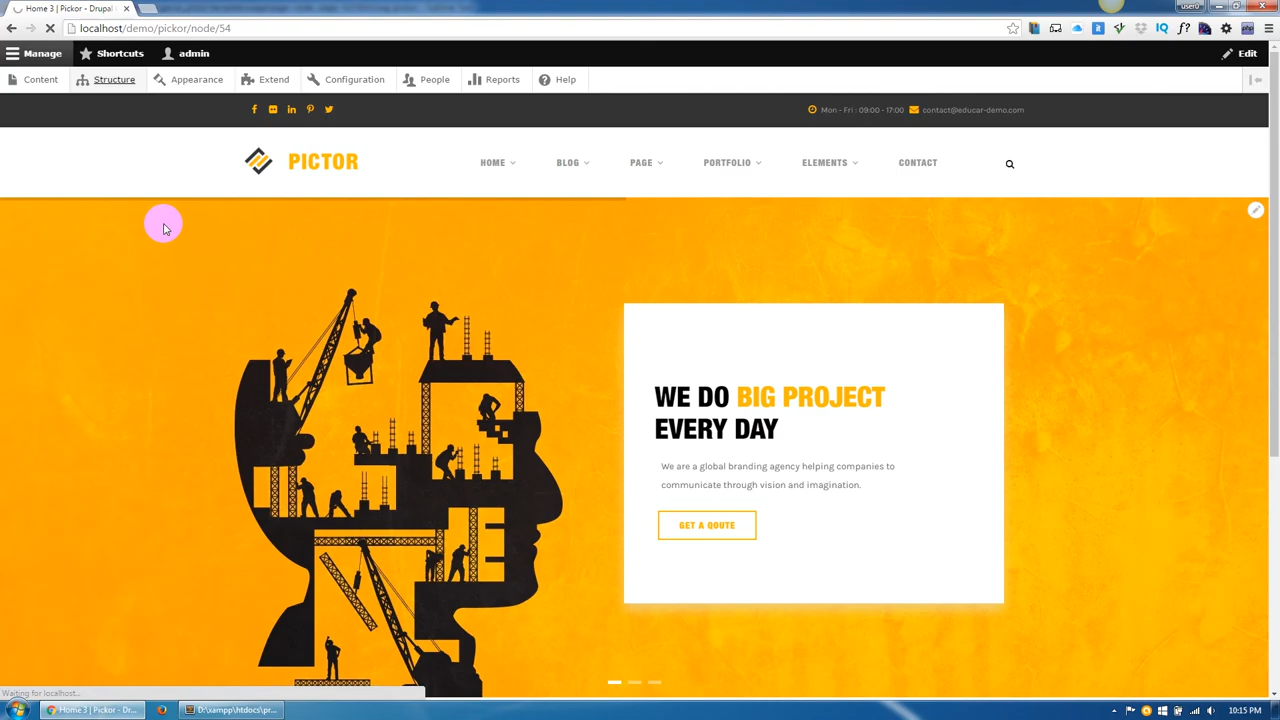 Home 3 | Pickor - Drupal
user0
localhost/demo/pickor/node/54
Manage
Shortcuts
admin
Edit
Content
Structure
Appearance
Extend
Configuration
People
Reports
Help
Mon - Fri : 09:00 - 17:00
contact@educar-demo.com
PICTOR
HOME
BLOG
PAGE
PORTFOLIO
ELEMENTS
CONTACT
WE DO BIG PROJECT
EVERY DAY
We are a global branding agency helping companies to
communicate through vision and imagination.
GET A QOUTE
Waiting for localhost...
Home 3 | Pickor - Dr...
D:\xampp\htdocs\pr...
10:15 PM